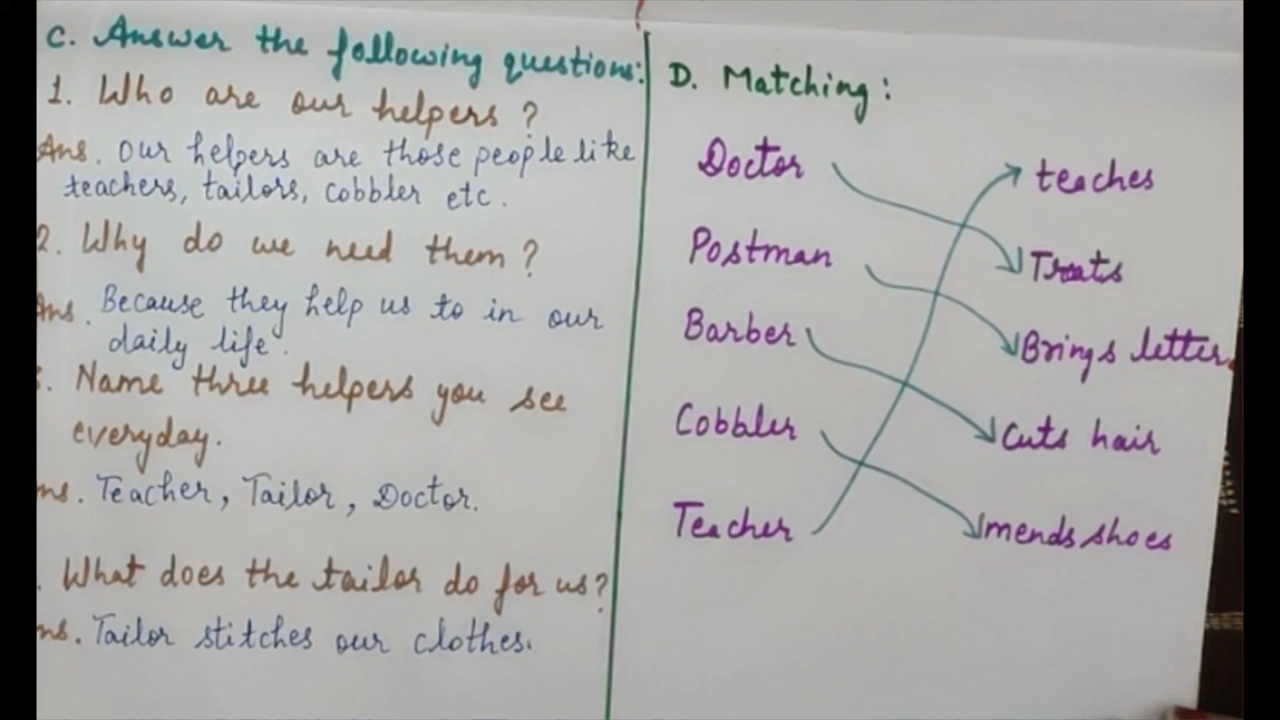 C. Answer the following questions:
1. Who are our helpers ?
Ans. Our helpers are those people like
teachers, tailors, cobbler etc.
2. Why do we need them ?
Ans. Because they help us to in our
daily life.
. Name three helpers you see
everyday.
ns. Teacher, Tailor, Doctor.
. What does the tailor do for us?
ns. Tailor stitches our clothes.
D. Matching :
Doctor
teaches
Postman
Treats
Barber
Brings letter
Cobbler
Cuts hair
Teacher
mends shoes